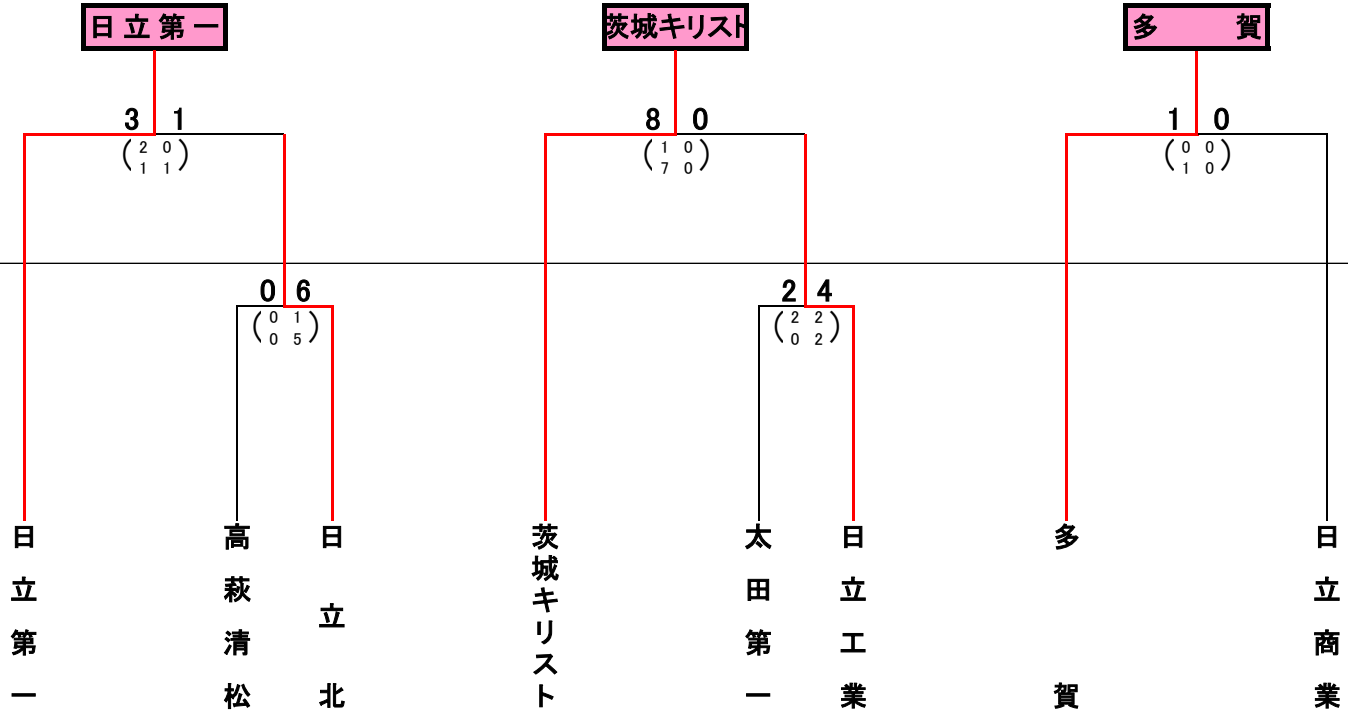 日立第一
茨城キリスト
多賀
3 1
8 0
1 0
(2 0
1 1)
(1 0
7 0)
(0 0
1 0)
0 6
2 4
(0 1
0 5)
(2 2
0 2)
日立第一
高萩清松
日立北
茨城キリスト
太田第一
日立工業
多賀
日立商業